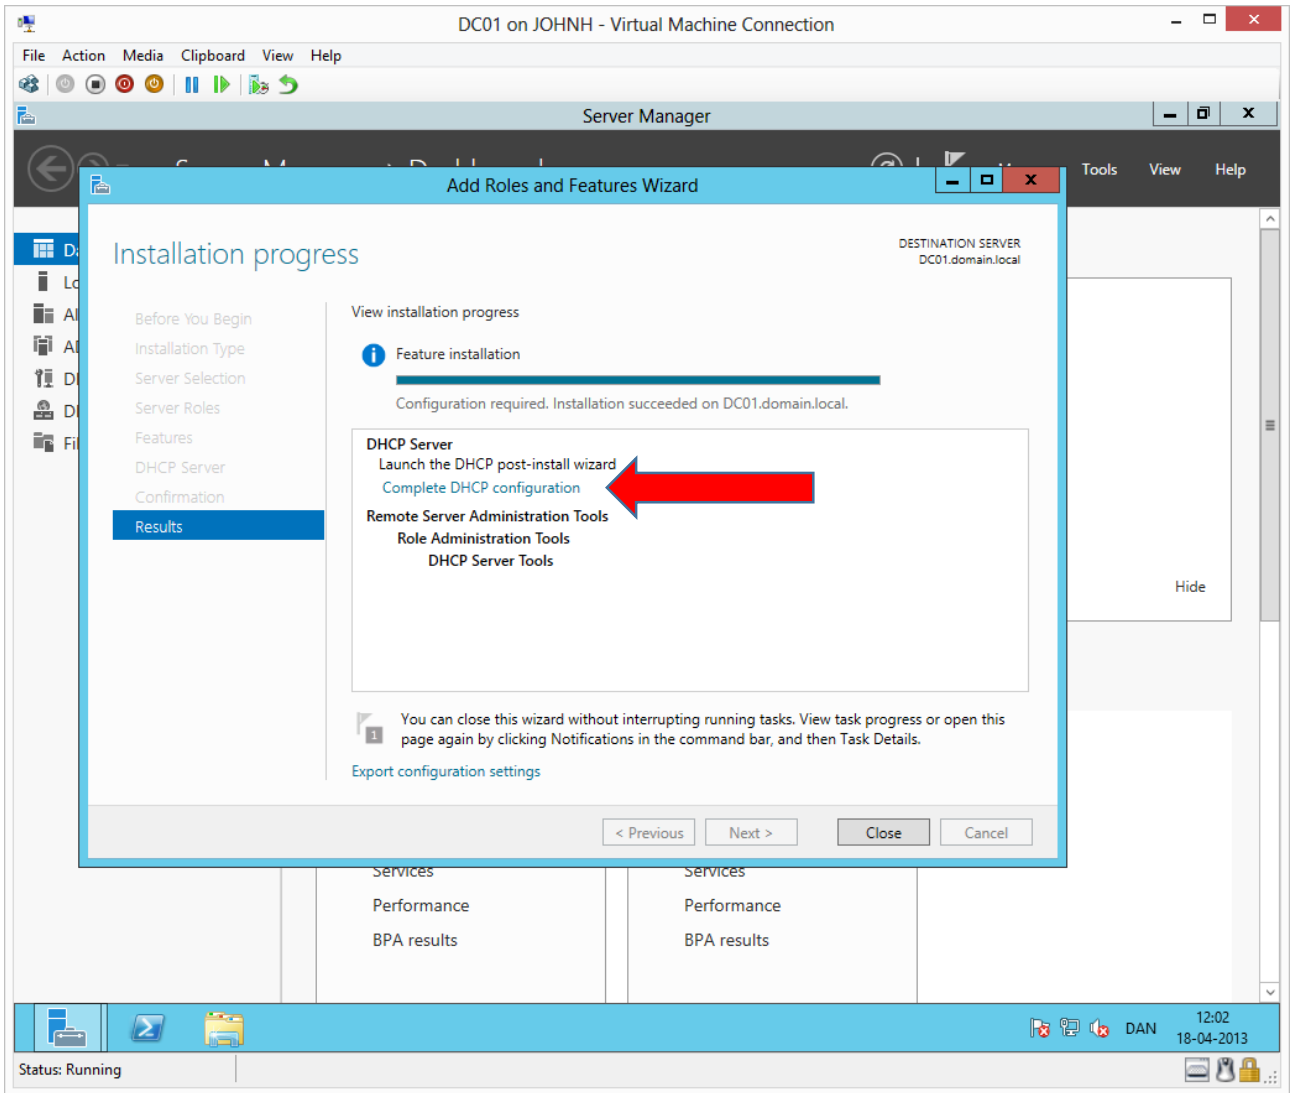 DC01 on JOHNH - Virtual Machine Connection
File Action Media Clipboard View Help
Server Manager
Tools View Help
Add Roles and Features Wizard
Installation progress
DESTINATION SERVER
DC01.domain.local
Before You Begin
Installation Type
Server Selection
Server Roles
Features
DHCP Server
Confirmation
Results
View installation progress
Feature installation
Configuration required. Installation succeeded on DC01.domain.local.
DHCP Server
Launch the DHCP post-install wizard
Complete DHCP configuration
Remote Server Administration Tools
Role Administration Tools
DHCP Server Tools
Hide
1
You can close this wizard without interrupting running tasks. View task progress or open this
page again by clicking Notifications in the command bar, and then Task Details.
Export configuration settings
< Previous Next > Close Cancel
Services Services
Performance Performance
BPA results BPA results
DAN
12:02
18-04-2013
Status: Running